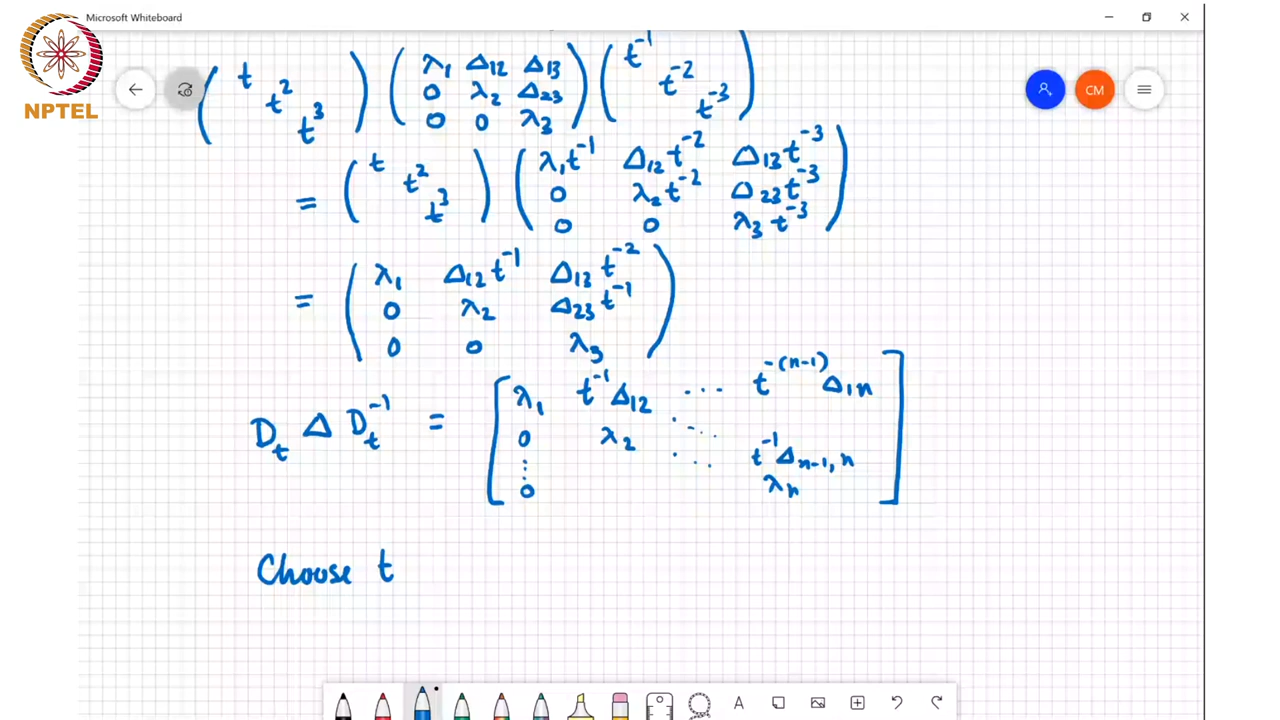 Microsoft Whiteboard
NPTEL
CM
( t t² t³ ) ( λ₁ Δ₁₂ Δ₁₃ ) ( t⁻¹ t⁻² t⁻³ )
0 λ₂ Δ₂₃
0 0 λ₃
= ( t t² t³ ) ( λ₁t⁻¹ Δ₁₂t⁻² Δ₁₃t⁻³ )
0 λ₂t⁻² Δ₂₃t⁻³
0 0 λ₃t⁻³
= ( λ₁ Δ₁₂t⁻¹ Δ₁₃t⁻² )
0 λ₂ Δ₂₃t⁻¹
0 0 λ₃
D_t Δ D_t⁻¹ = [ λ₁ t⁻¹Δ₁₂ ... t^{-(n-1)} Δ₁ₙ ]
0 λ₂ ⋱
⋮ ⋱ t⁻¹Δ_{n-1,n}
0 λₙ
Choose t
A